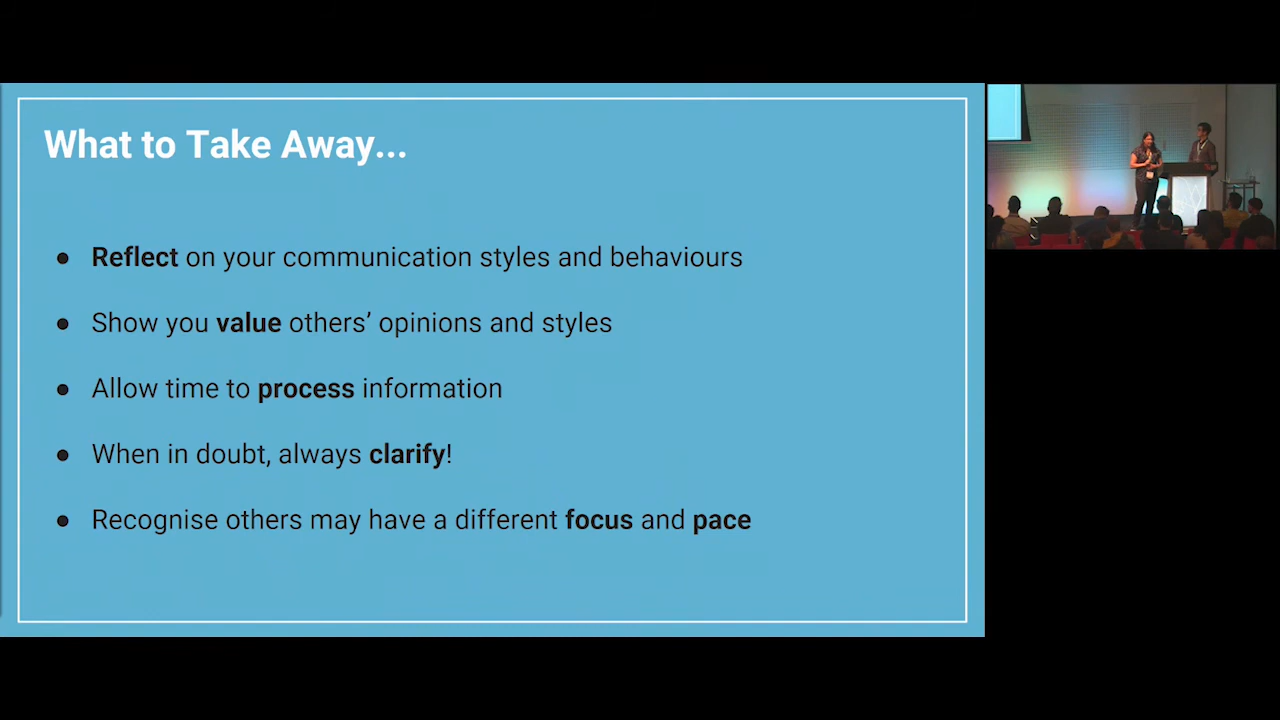 What to Take Away...
● Reflect on your communication styles and behaviours
● Show you value others’ opinions and styles
● Allow time to process information
● When in doubt, always clarify!
● Recognise others may have a different focus and pace